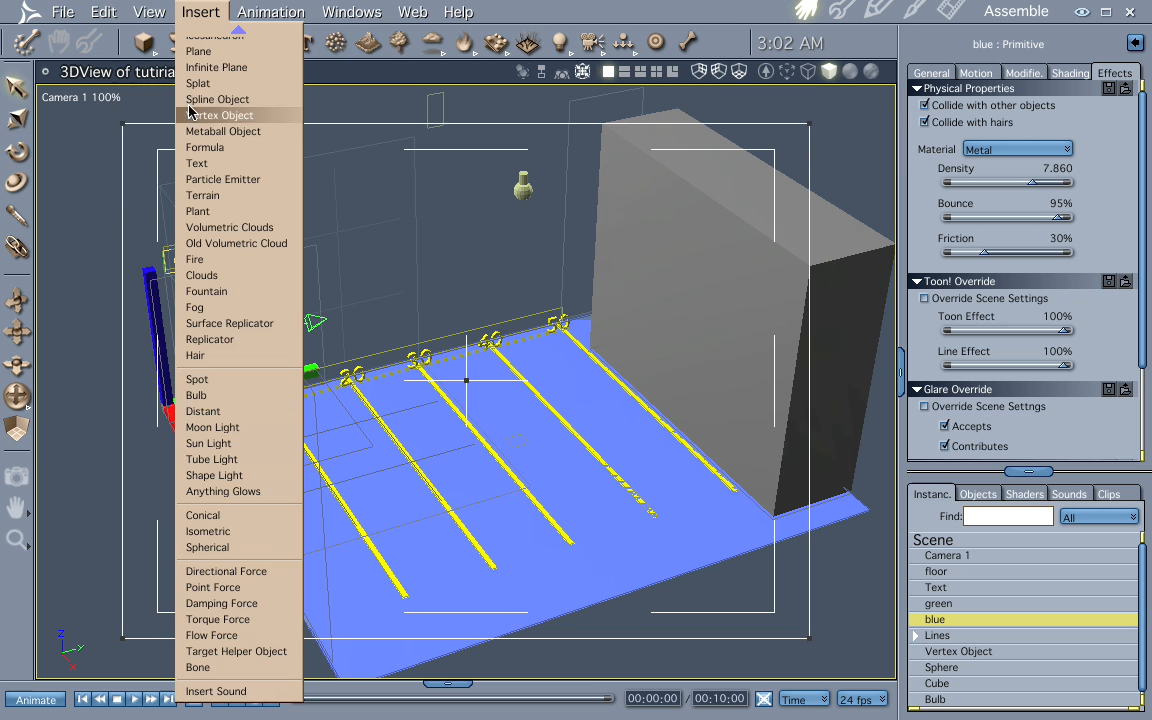 File Edit View Insert Animation Windows Web Help Assemble
3:02 AM
blue : Primitive
3DView of tutiria
Camera 1 100%
Plane
Infinite Plane
Splat
Spline Object
Vertex Object
Metaball Object
Formula
Text
Particle Emitter
Terrain
Plant
Volumetric Clouds
Old Volumetric Cloud
Fire
Clouds
Fountain
Fog
Surface Replicator
Replicator
Hair
Spot
Bulb
Distant
Moon Light
Sun Light
Tube Light
Shape Light
Anything Glows
Conical
Isometric
Spherical
Directional Force
Point Force
Damping Force
Torque Force
Flow Force
Target Helper Object
Bone
Insert Sound
20 30 40 50
Z
Y
X
General Motion Modifie. Shading Effects
Physical Properties
Collide with other objects
Collide with hairs
Material Metal
Density 7.860
Bounce 95%
Friction 30%
Toon! Override
Override Scene Settings
Toon Effect 100%
Line Effect 100%
Glare Override
Override Scene Settngs
Accepts
Contributes
Instanc. Objects Shaders Sounds Clips
Find: All
Scene
Camera 1
floor
Text
green
blue
Lines
Vertex Object
Sphere
Cube
Bulb
Animate 00:00:00 / 00:10:00 Time 24 fps